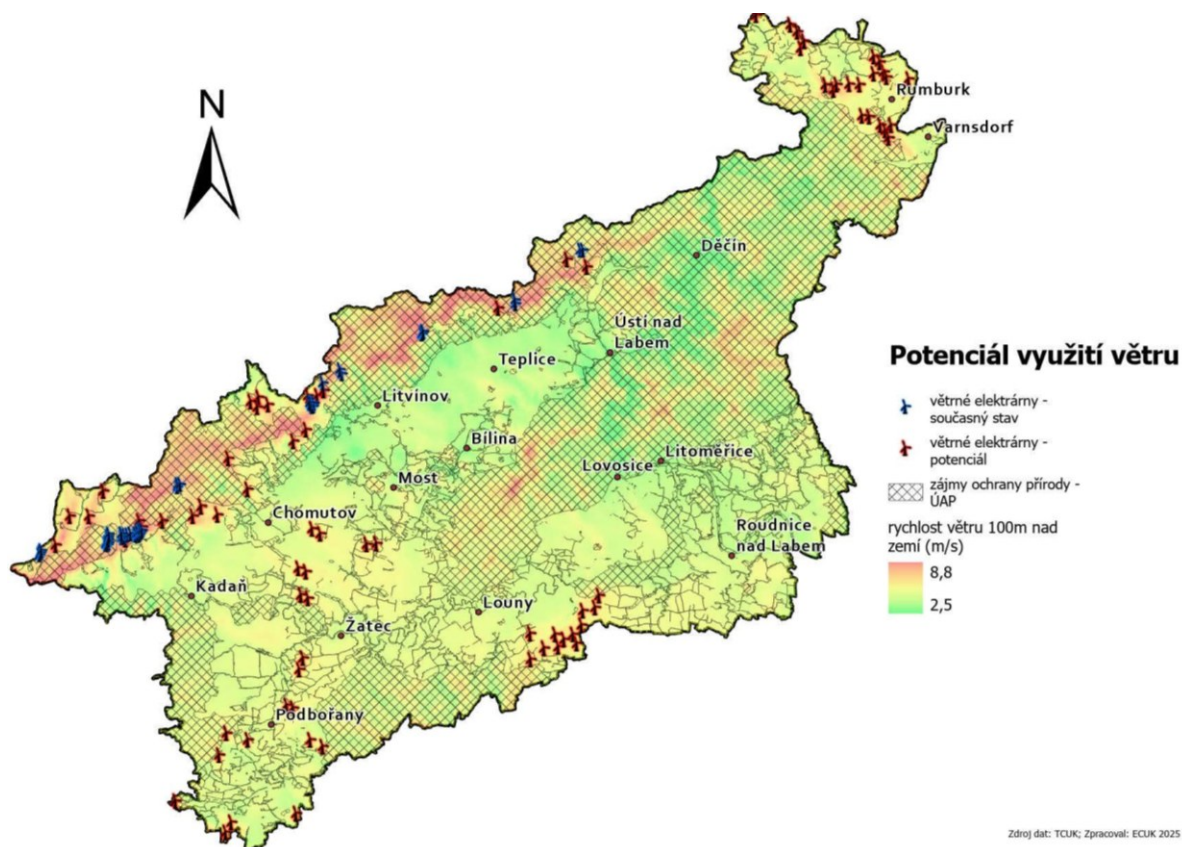 N
Rumburk
Varnsdorf
Děčín
Ústí nad
Labem
Teplice
Litvínov
Bílina
Litoměřice
Lovosice
Most
Chomutov
Roudnice
nad Labem
Kadaň
Louny
Žatec
Podbořany
Potenciál využití větru
větrné elektrárny -
současný stav
větrné elektrárny -
potenciál
zájmy ochrany přírody -
ÚAP
rychlost větru 100m nad
zemí (m/s)
8,8
2,5
Zdroj dat: TCUK; Zpracoval: ECUK 2025